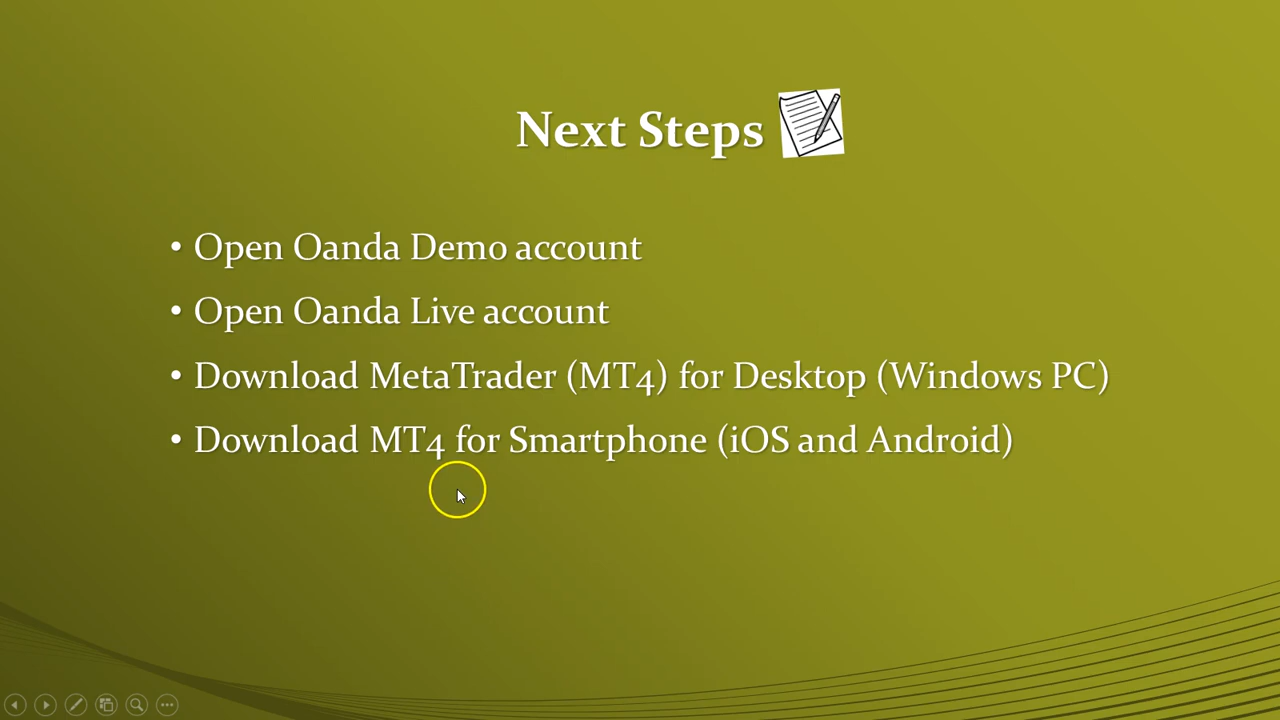 Next Steps
• Open Oanda Demo account
• Open Oanda Live account
• Download MetaTrader (MT4) for Desktop (Windows PC)
• Download MT4 for Smartphone (iOS and Android)